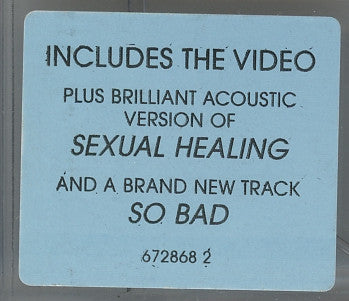 INCLUDES THE VIDEO
PLUS BRILLIANT ACOUSTIC
VERSION OF
SEXUAL HEALING
AND A BRAND NEW TRACK
SO BAD
672868 2